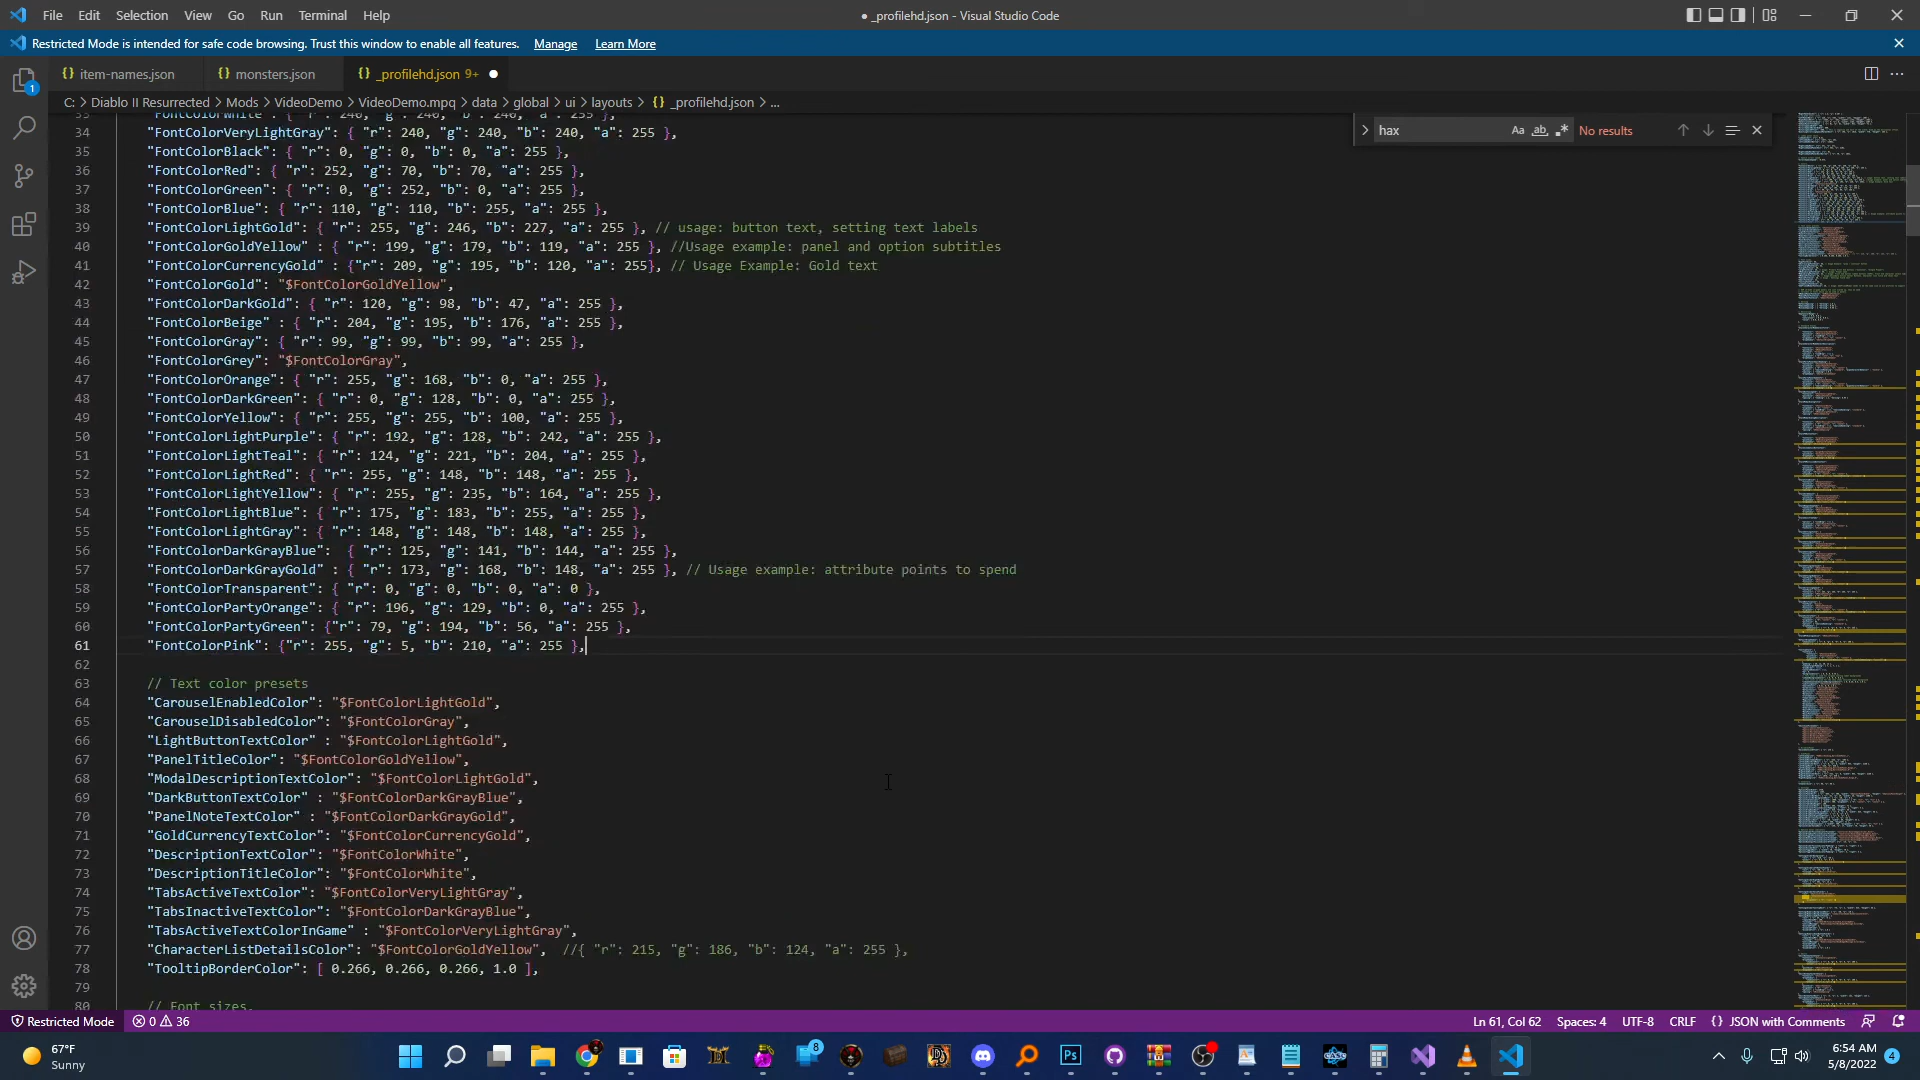 File Edit Selection View Go Run Terminal Help
● _profilehd.json - Visual Studio Code
Restricted Mode is intended for safe code browsing. Trust this window to enable all features. Manage Learn More
{} item-names.json {} monsters.json {} _profilehd.json 9+ ●
C: > Diablo II Resurrected > Mods > VideoDemo > VideoDemo.mpq > data > global > ui > layouts > {} _profilehd.json > ...
hax Aa ab .* No results
33 "FontColorWhite": { "r": 240, "g": 240, "b": 240, "a": 255 },
34 "FontColorVeryLightGray": { "r": 240, "g": 240, "b": 240, "a": 255 },
35 "FontColorBlack": { "r": 0, "g": 0, "b": 0, "a": 255 },
36 "FontColorRed": { "r": 252, "g": 70, "b": 70, "a": 255 },
37 "FontColorGreen": { "r": 0, "g": 252, "b": 0, "a": 255 },
38 "FontColorBlue": { "r": 110, "g": 110, "b": 255, "a": 255 },
39 "FontColorLightGold": { "r": 255, "g": 246, "b": 227, "a": 255 }, // usage: button text, setting text labels
40 "FontColorGoldYellow" : { "r": 199, "g": 179, "b": 119, "a": 255 }, //Usage example: panel and option subtitles
41 "FontColorCurrencyGold" : {"r": 209, "g": 195, "b": 120, "a": 255}, // Usage Example: Gold text
42 "FontColorGold": "$FontColorGoldYellow",
43 "FontColorDarkGold": { "r": 120, "g": 98, "b": 47, "a": 255 },
44 "FontColorBeige" : { "r": 204, "g": 195, "b": 176, "a": 255 },
45 "FontColorGray": { "r": 99, "g": 99, "b": 99, "a": 255 },
46 "FontColorGrey": "$FontColorGray",
47 "FontColorOrange": { "r": 255, "g": 168, "b": 0, "a": 255 },
48 "FontColorDarkGreen": { "r": 0, "g": 128, "b": 0, "a": 255 },
49 "FontColorYellow": { "r": 255, "g": 255, "b": 100, "a": 255 },
50 "FontColorLightPurple": { "r": 192, "g": 128, "b": 242, "a": 255 },
51 "FontColorLightTeal": { "r": 124, "g": 221, "b": 204, "a": 255 },
52 "FontColorLightRed": { "r": 255, "g": 148, "b": 148, "a": 255 },
53 "FontColorLightYellow": { "r": 255, "g": 235, "b": 164, "a": 255 },
54 "FontColorLightBlue": { "r": 175, "g": 183, "b": 255, "a": 255 },
55 "FontColorLightGray": { "r": 148, "g": 148, "b": 148, "a": 255 },
56 "FontColorDarkGrayBlue":  { "r": 125, "g": 141, "b": 144, "a": 255 },
57 "FontColorDarkGrayGold" : { "r": 173, "g": 168, "b": 148, "a": 255 }, // Usage example: attribute points to spend
58 "FontColorTransparent": { "r": 0, "g": 0, "b": 0, "a": 0 },
59 "FontColorPartyOrange": { "r": 196, "g": 129, "b": 0, "a": 255 },
60 "FontColorPartyGreen": {"r": 79, "g": 194, "b": 56, "a": 255 },
61 "FontColorPink": {"r": 255, "g": 5, "b": 210, "a": 255 },
62
63 // Text color presets
64 "CarouselEnabledColor": "$FontColorLightGold",
65 "CarouselDisabledColor": "$FontColorGray",
66 "LightButtonTextColor" : "$FontColorLightGold",
67 "PanelTitleColor": "$FontColorGoldYellow",
68 "ModalDescriptionTextColor": "$FontColorLightGold",
69 "DarkButtonTextColor" : "$FontColorDarkGrayBlue",
70 "PanelNoteTextColor" : "$FontColorDarkGrayGold",
71 "GoldCurrencyTextColor": "$FontColorCurrencyGold",
72 "DescriptionTextColor": "$FontColorWhite",
73 "DescriptionTitleColor": "$FontColorWhite",
74 "TabsActiveTextColor": "$FontColorVeryLightGray",
75 "TabsInactiveTextColor": "$FontColorDarkGrayBlue",
76 "TabsActiveTextColorInGame" : "$FontColorVeryLightGray",
77 "CharacterListDetailsColor": "$FontColorGoldYellow",  //{ "r": 215, "g": 186, "b": 124, "a": 255 },
78 "TooltipBorderColor": [ 0.266, 0.266, 0.266, 1.0 ],
79
80 // Font sizes.
Restricted Mode 0 36 Ln 61, Col 62 Spaces: 4 UTF-8 CRLF {} JSON with Comments
67°F
Sunny
6:54 AM
5/8/2022